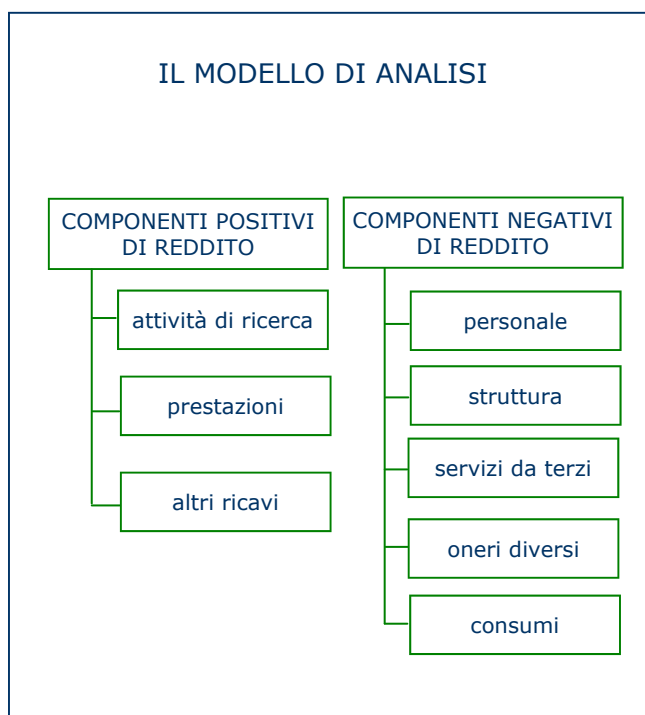 IL MODELLO DI ANALISI
COMPONENTI POSITIVI
DI REDDITO
attività di ricerca
prestazioni
altri ricavi
COMPONENTI NEGATIVI
DI REDDITO
personale
struttura
servizi da terzi
oneri diversi
consumi